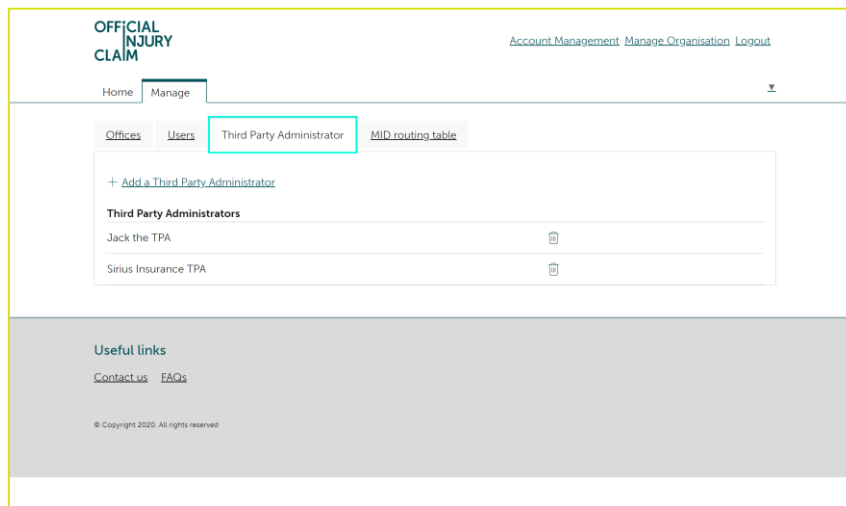 OFFICIAL
INJURY
CLAIM
Account Management Manage Organisation Logout
Home Manage
Offices Users Third Party Administrator MID routing table
+ Add a Third Party Administrator
Third Party Administrators
Jack the TPA
Sirius Insurance TPA
Useful links
Contact us FAQs
© Copyright 2020. All rights reserved